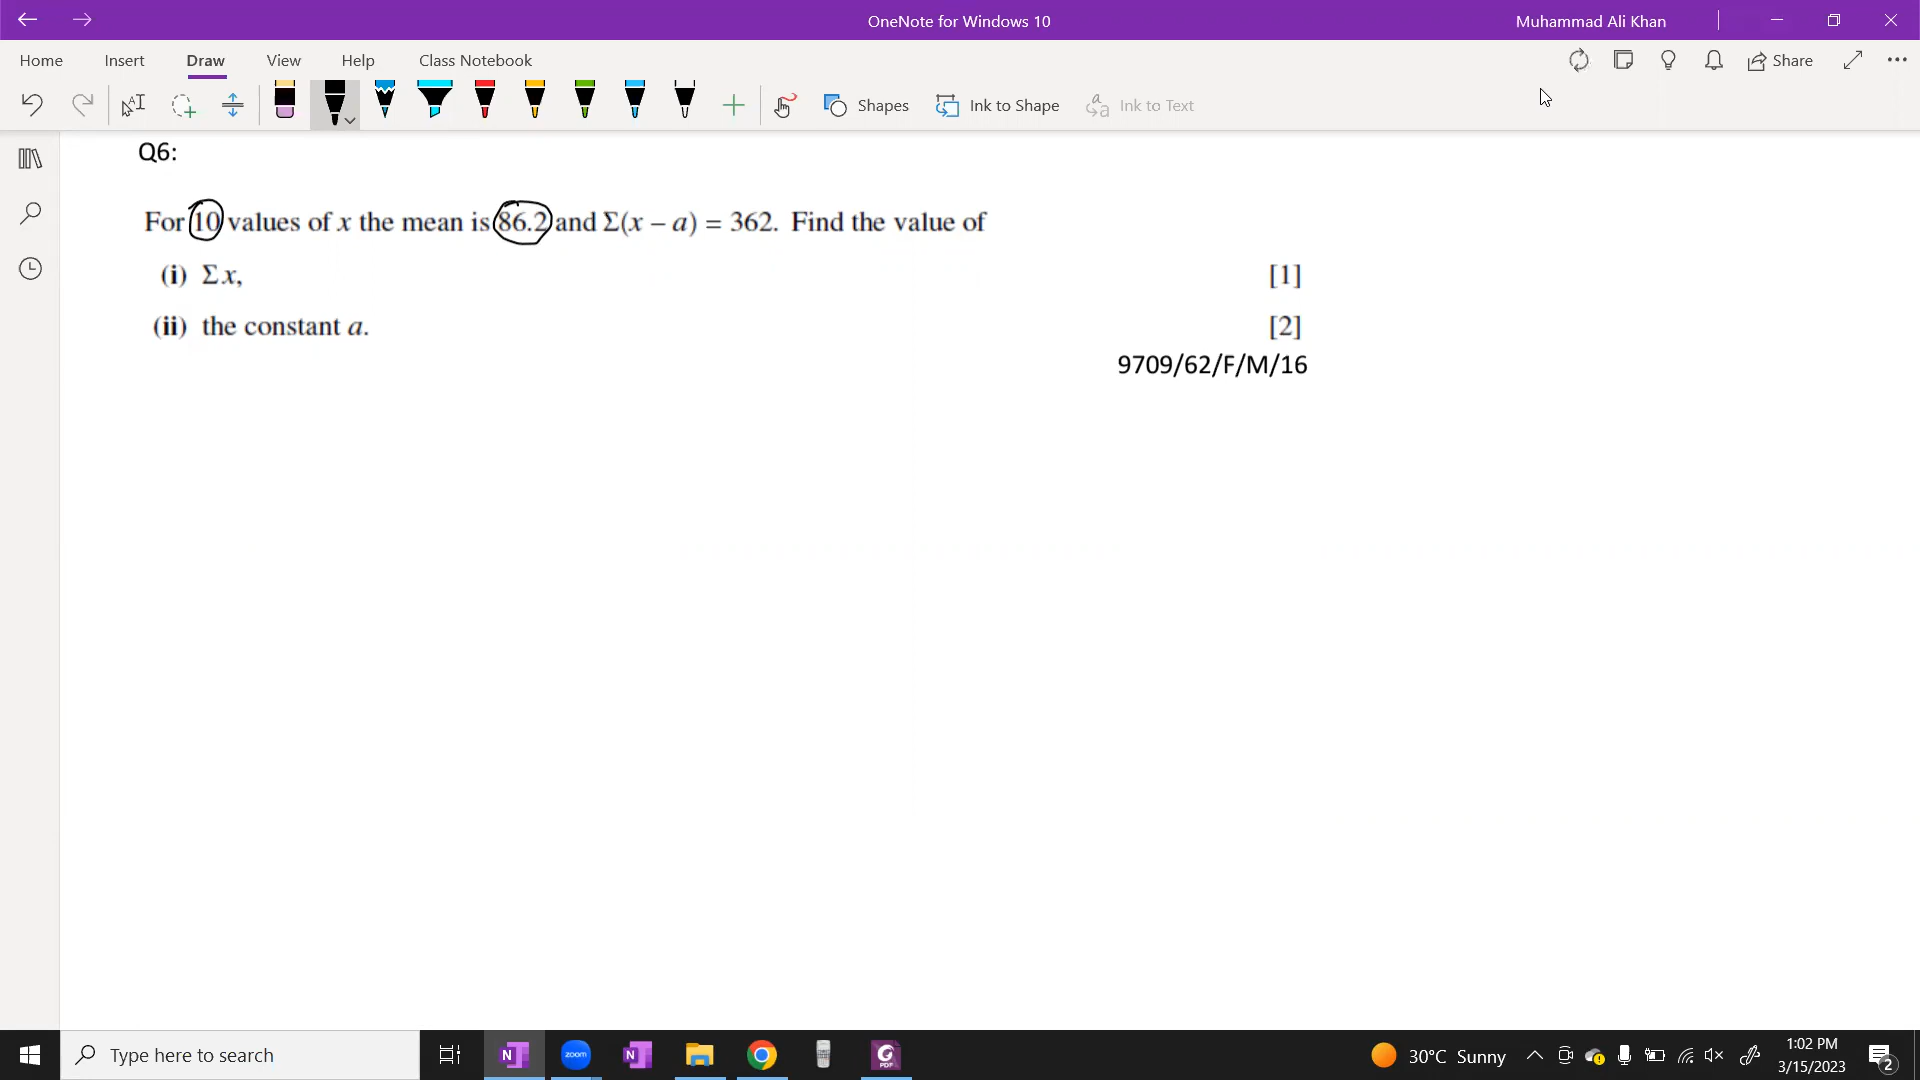 OneNote for Windows 10
Muhammad Ali Khan
Home Insert Draw View Help Class Notebook
Share
Shapes Ink to Shape Ink to Text
Q6:
For 10 values of x the mean is 86.2 and Σ(x – a) = 362. Find the value of
(i) Σx, [1]
(ii) the constant a. [2]
9709/62/F/M/16
Type here to search
zoom
PDF
30°C Sunny
1:02 PM
3/15/2023
2